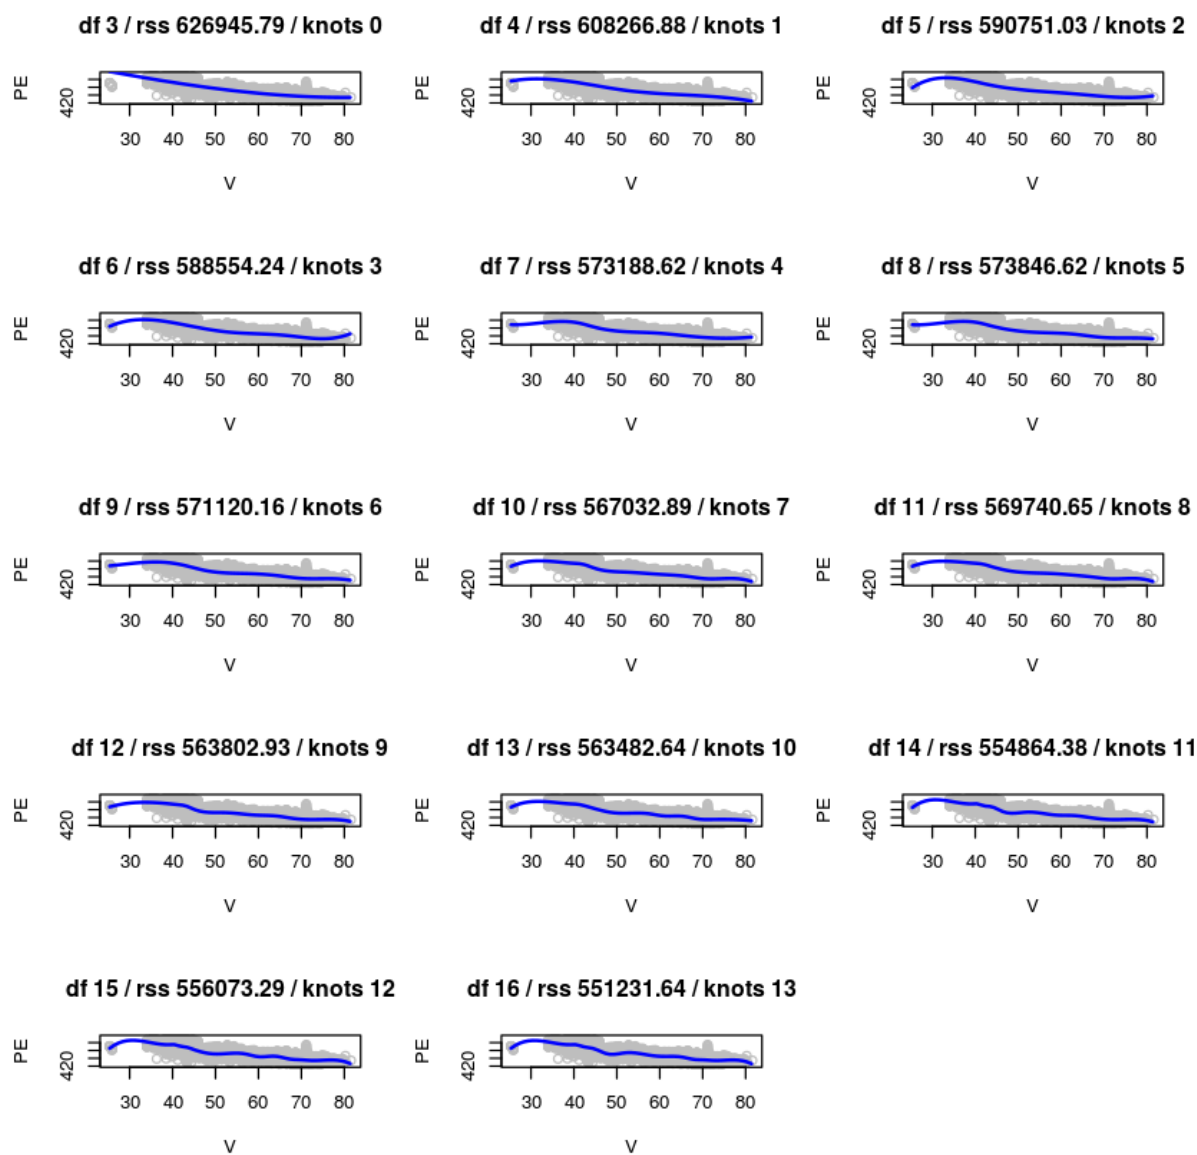 df 3 / rss 626945.79 / knots 0
PE
420
30 40 50 60 70 80
V
df 4 / rss 608266.88 / knots 1
PE
420
30 40 50 60 70 80
V
df 5 / rss 590751.03 / knots 2
PE
420
30 40 50 60 70 80
V
df 6 / rss 588554.24 / knots 3
PE
420
30 40 50 60 70 80
V
df 7 / rss 573188.62 / knots 4
PE
420
30 40 50 60 70 80
V
df 8 / rss 573846.62 / knots 5
PE
420
30 40 50 60 70 80
V
df 9 / rss 571120.16 / knots 6
PE
420
30 40 50 60 70 80
V
df 10 / rss 567032.89 / knots 7
PE
420
30 40 50 60 70 80
V
df 11 / rss 569740.65 / knots 8
PE
420
30 40 50 60 70 80
V
df 12 / rss 563802.93 / knots 9
PE
420
30 40 50 60 70 80
V
df 13 / rss 563482.64 / knots 10
PE
420
30 40 50 60 70 80
V
df 14 / rss 554864.38 / knots 11
PE
420
30 40 50 60 70 80
V
df 15 / rss 556073.29 / knots 12
PE
420
30 40 50 60 70 80
V
df 16 / rss 551231.64 / knots 13
PE
420
30 40 50 60 70 80
V